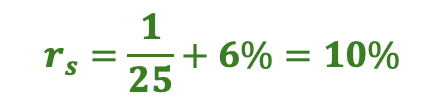 r_s = 1/25 + 6% = 10%